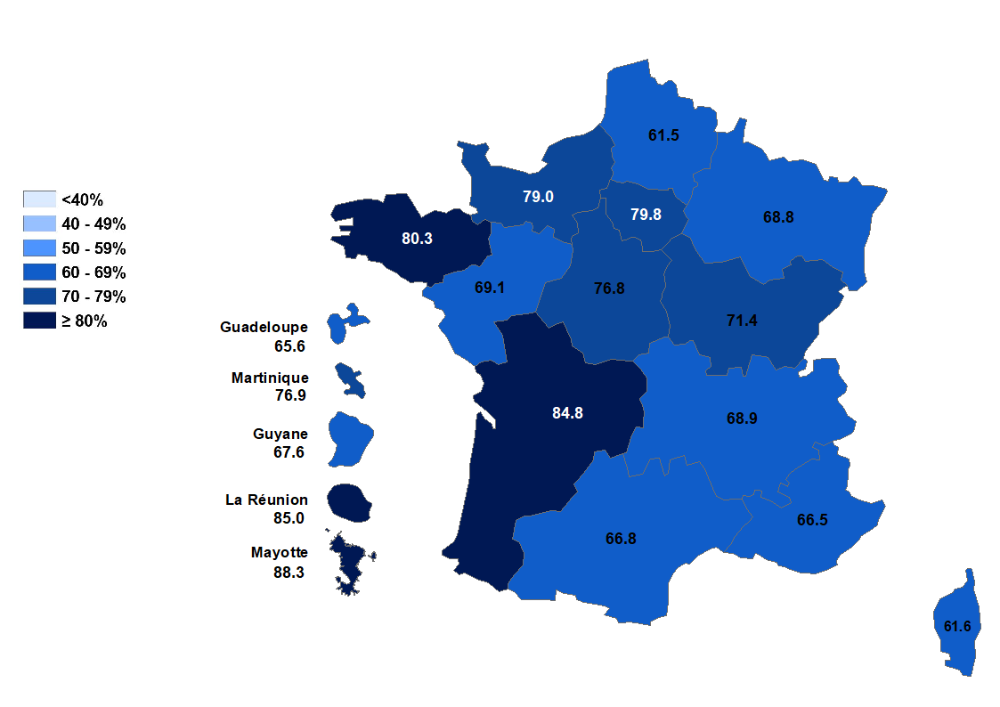 61.5
79.0
<40%
79.8
68.8
40 - 49%
80.3
50 - 59%
60 - 69%
69.1
76.8
70 - 79%
≥ 80%
71.4
Guadeloupe
65.6
Martinique
76.9
84.8
68.9
Guyane
67.6
La Réunion
85.0
66.5
66.8
Mayotte
88.3
61.6